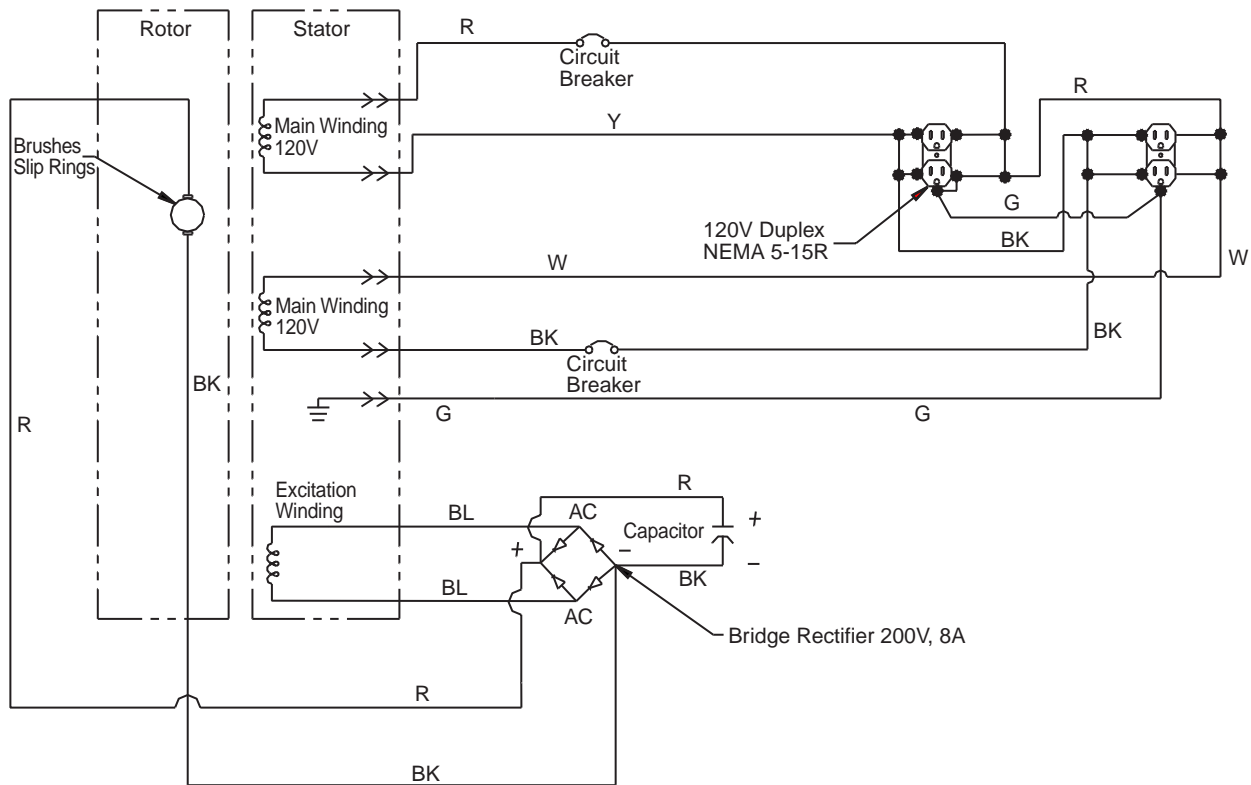 Rotor
Stator
R
Circuit
Breaker
Main Winding
120V
Y
R
Brushes
Slip Rings
120V Duplex
NEMA 5-15R
G
BK
W
W
Main Winding
120V
BK
Circuit
Breaker
BK
BK
R
G
G
Excitation
Winding
BL
AC
R
Capacitor
+
+
−
−
BK
BL
AC
Bridge Rectifier 200V, 8A
R
BK